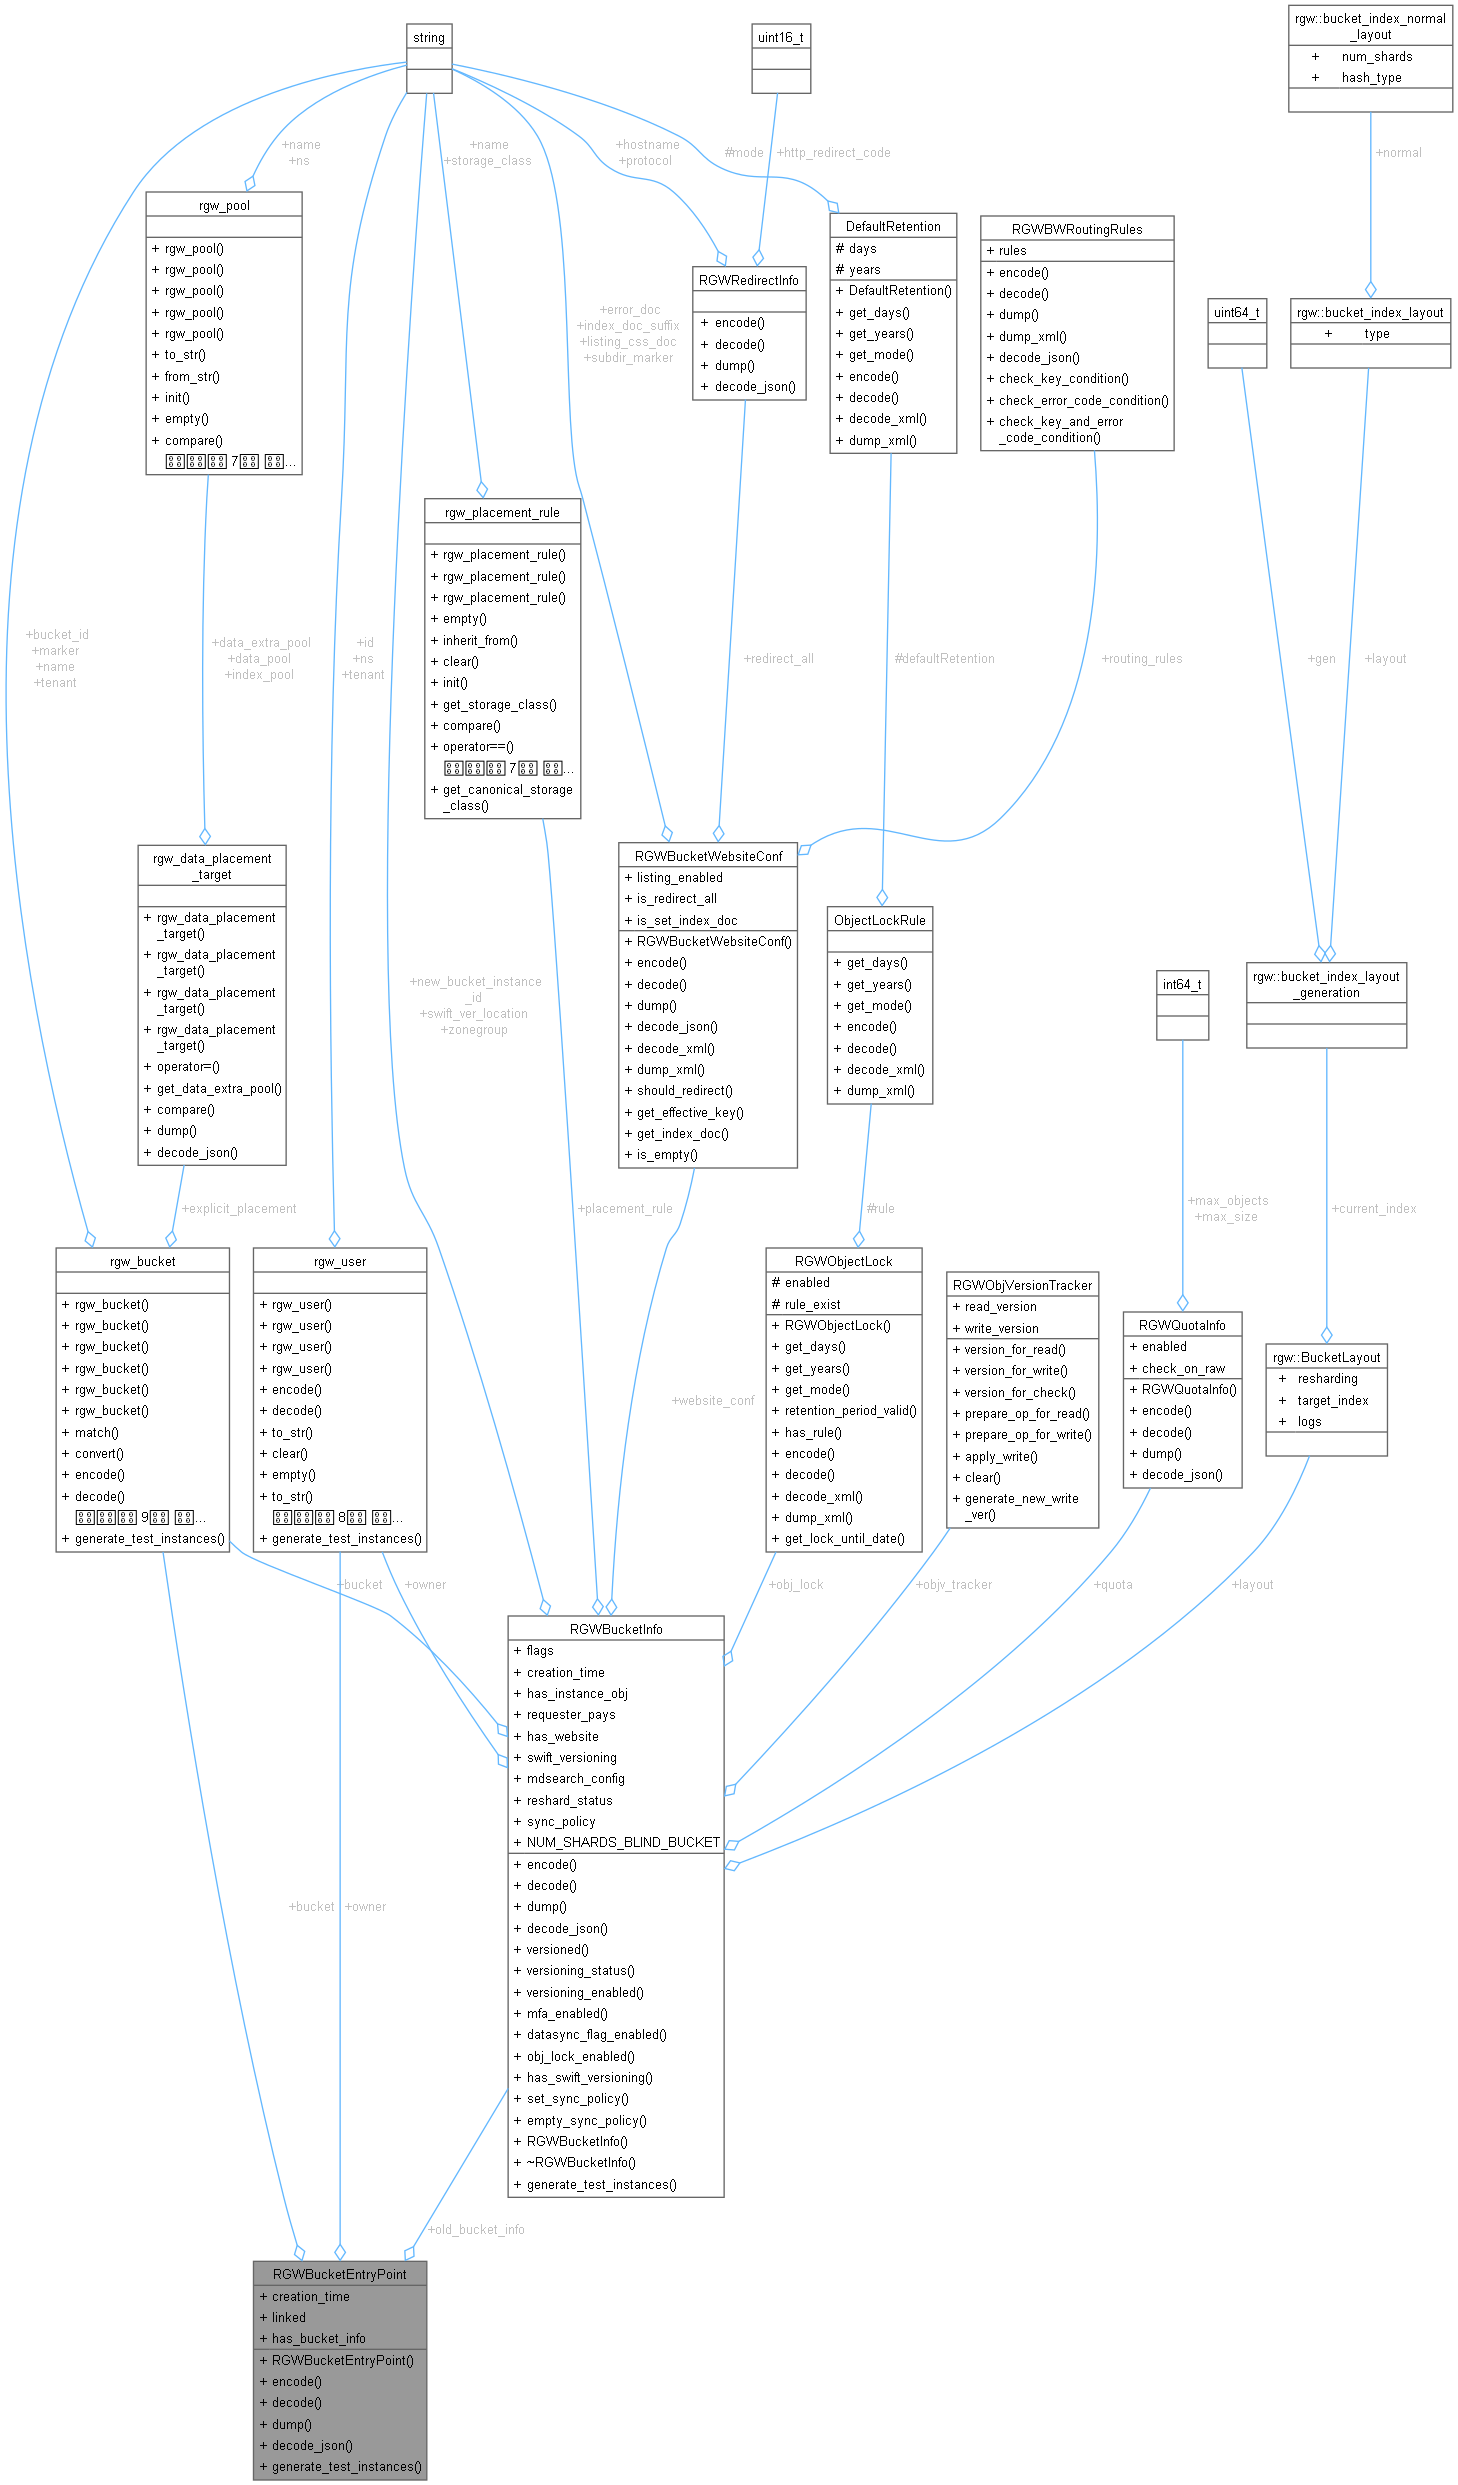 string
uint16_t
rgw::bucket_index_normal
_layout
+ num_shards
+ hash_type
+name
+ns
+name
+storage_class
+hostname
+protocol
#mode
+http_redirect_code
+normal
rgw_pool
+ rgw_pool()
+ rgw_pool()
+ rgw_pool()
+ rgw_pool()
+ rgw_pool()
+ to_str()
+ from_str()
+ init()
+ empty()
+ compare()
7
...
RGWRedirectInfo
+ encode()
+ decode()
+ dump()
+ decode_json()
DefaultRetention
# days
# years
+ DefaultRetention()
+ get_days()
+ get_years()
+ get_mode()
+ encode()
+ decode()
+ decode_xml()
+ dump_xml()
RGWBWRoutingRules
+ rules
+ encode()
+ decode()
+ dump()
+ dump_xml()
+ decode_json()
+ check_key_condition()
+ check_error_code_condition()
+ check_key_and_error
_code_condition()
uint64_t
rgw::bucket_index_layout
+ type
+error_doc
+index_doc_suffix
+listing_css_doc
+subdir_marker
rgw_placement_rule
+ rgw_placement_rule()
+ rgw_placement_rule()
+ rgw_placement_rule()
+ empty()
+ inherit_from()
+ clear()
+ init()
+ get_storage_class()
+ compare()
+ operator==()
7
...
+ get_canonical_storage
_class()
+bucket_id
+marker
+name
+tenant
+data_extra_pool
+data_pool
+index_pool
+id
+ns
+tenant
+redirect_all
#defaultRetention
+routing_rules
+gen
+layout
rgw_data_placement
_target
+ rgw_data_placement
_target()
+ rgw_data_placement
_target()
+ rgw_data_placement
_target()
+ rgw_data_placement
_target()
+ operator=()
+ get_data_extra_pool()
+ compare()
+ dump()
+ decode_json()
+new_bucket_instance
_id
+swift_ver_location
+zonegroup
RGWBucketWebsiteConf
+ listing_enabled
+ is_redirect_all
+ is_set_index_doc
+ RGWBucketWebsiteConf()
+ encode()
+ decode()
+ dump()
+ decode_json()
+ decode_xml()
+ dump_xml()
+ should_redirect()
+ get_effective_key()
+ get_index_doc()
+ is_empty()
ObjectLockRule
+ get_days()
+ get_years()
+ get_mode()
+ encode()
+ decode()
+ decode_xml()
+ dump_xml()
int64_t
rgw::bucket_index_layout
_generation
+explicit_placement
+placement_rule
#rule
+max_objects
+max_size
+current_index
rgw_bucket
+ rgw_bucket()
+ rgw_bucket()
+ rgw_bucket()
+ rgw_bucket()
+ rgw_bucket()
+ rgw_bucket()
+ match()
+ convert()
+ encode()
+ decode()
9
...
+ generate_test_instances()
rgw_user
+ rgw_user()
+ rgw_user()
+ rgw_user()
+ rgw_user()
+ encode()
+ decode()
+ to_str()
+ clear()
+ empty()
+ to_str()
8
...
+ generate_test_instances()
+website_conf
RGWObjectLock
# enabled
# rule_exist
+ RGWObjectLock()
+ get_days()
+ get_years()
+ get_mode()
+ retention_period_valid()
+ has_rule()
+ encode()
+ decode()
+ decode_xml()
+ dump_xml()
+ get_lock_until_date()
RGWObjVersionTracker
+ read_version
+ write_version
+ version_for_read()
+ version_for_write()
+ version_for_check()
+ prepare_op_for_read()
+ prepare_op_for_write()
+ apply_write()
+ clear()
+ generate_new_write
_ver()
RGWQuotaInfo
+ enabled
+ check_on_raw
+ RGWQuotaInfo()
+ encode()
+ decode()
+ dump()
+ decode_json()
rgw::BucketLayout
+ resharding
+ target_index
+ logs
+bucket
+owner
+obj_lock
+objv_tracker
+quota
+layout
RGWBucketInfo
+ flags
+ creation_time
+ has_instance_obj
+ requester_pays
+ has_website
+ swift_versioning
+ mdsearch_config
+ reshard_status
+ sync_policy
+ NUM_SHARDS_BLIND_BUCKET
+ encode()
+ decode()
+ dump()
+ decode_json()
+ versioned()
+ versioning_status()
+ versioning_enabled()
+ mfa_enabled()
+ datasync_flag_enabled()
+ obj_lock_enabled()
+ has_swift_versioning()
+ set_sync_policy()
+ empty_sync_policy()
+ RGWBucketInfo()
+ ~RGWBucketInfo()
+ generate_test_instances()
+bucket
+owner
+old_bucket_info
RGWBucketEntryPoint
+ creation_time
+ linked
+ has_bucket_info
+ RGWBucketEntryPoint()
+ encode()
+ decode()
+ dump()
+ decode_json()
+ generate_test_instances()